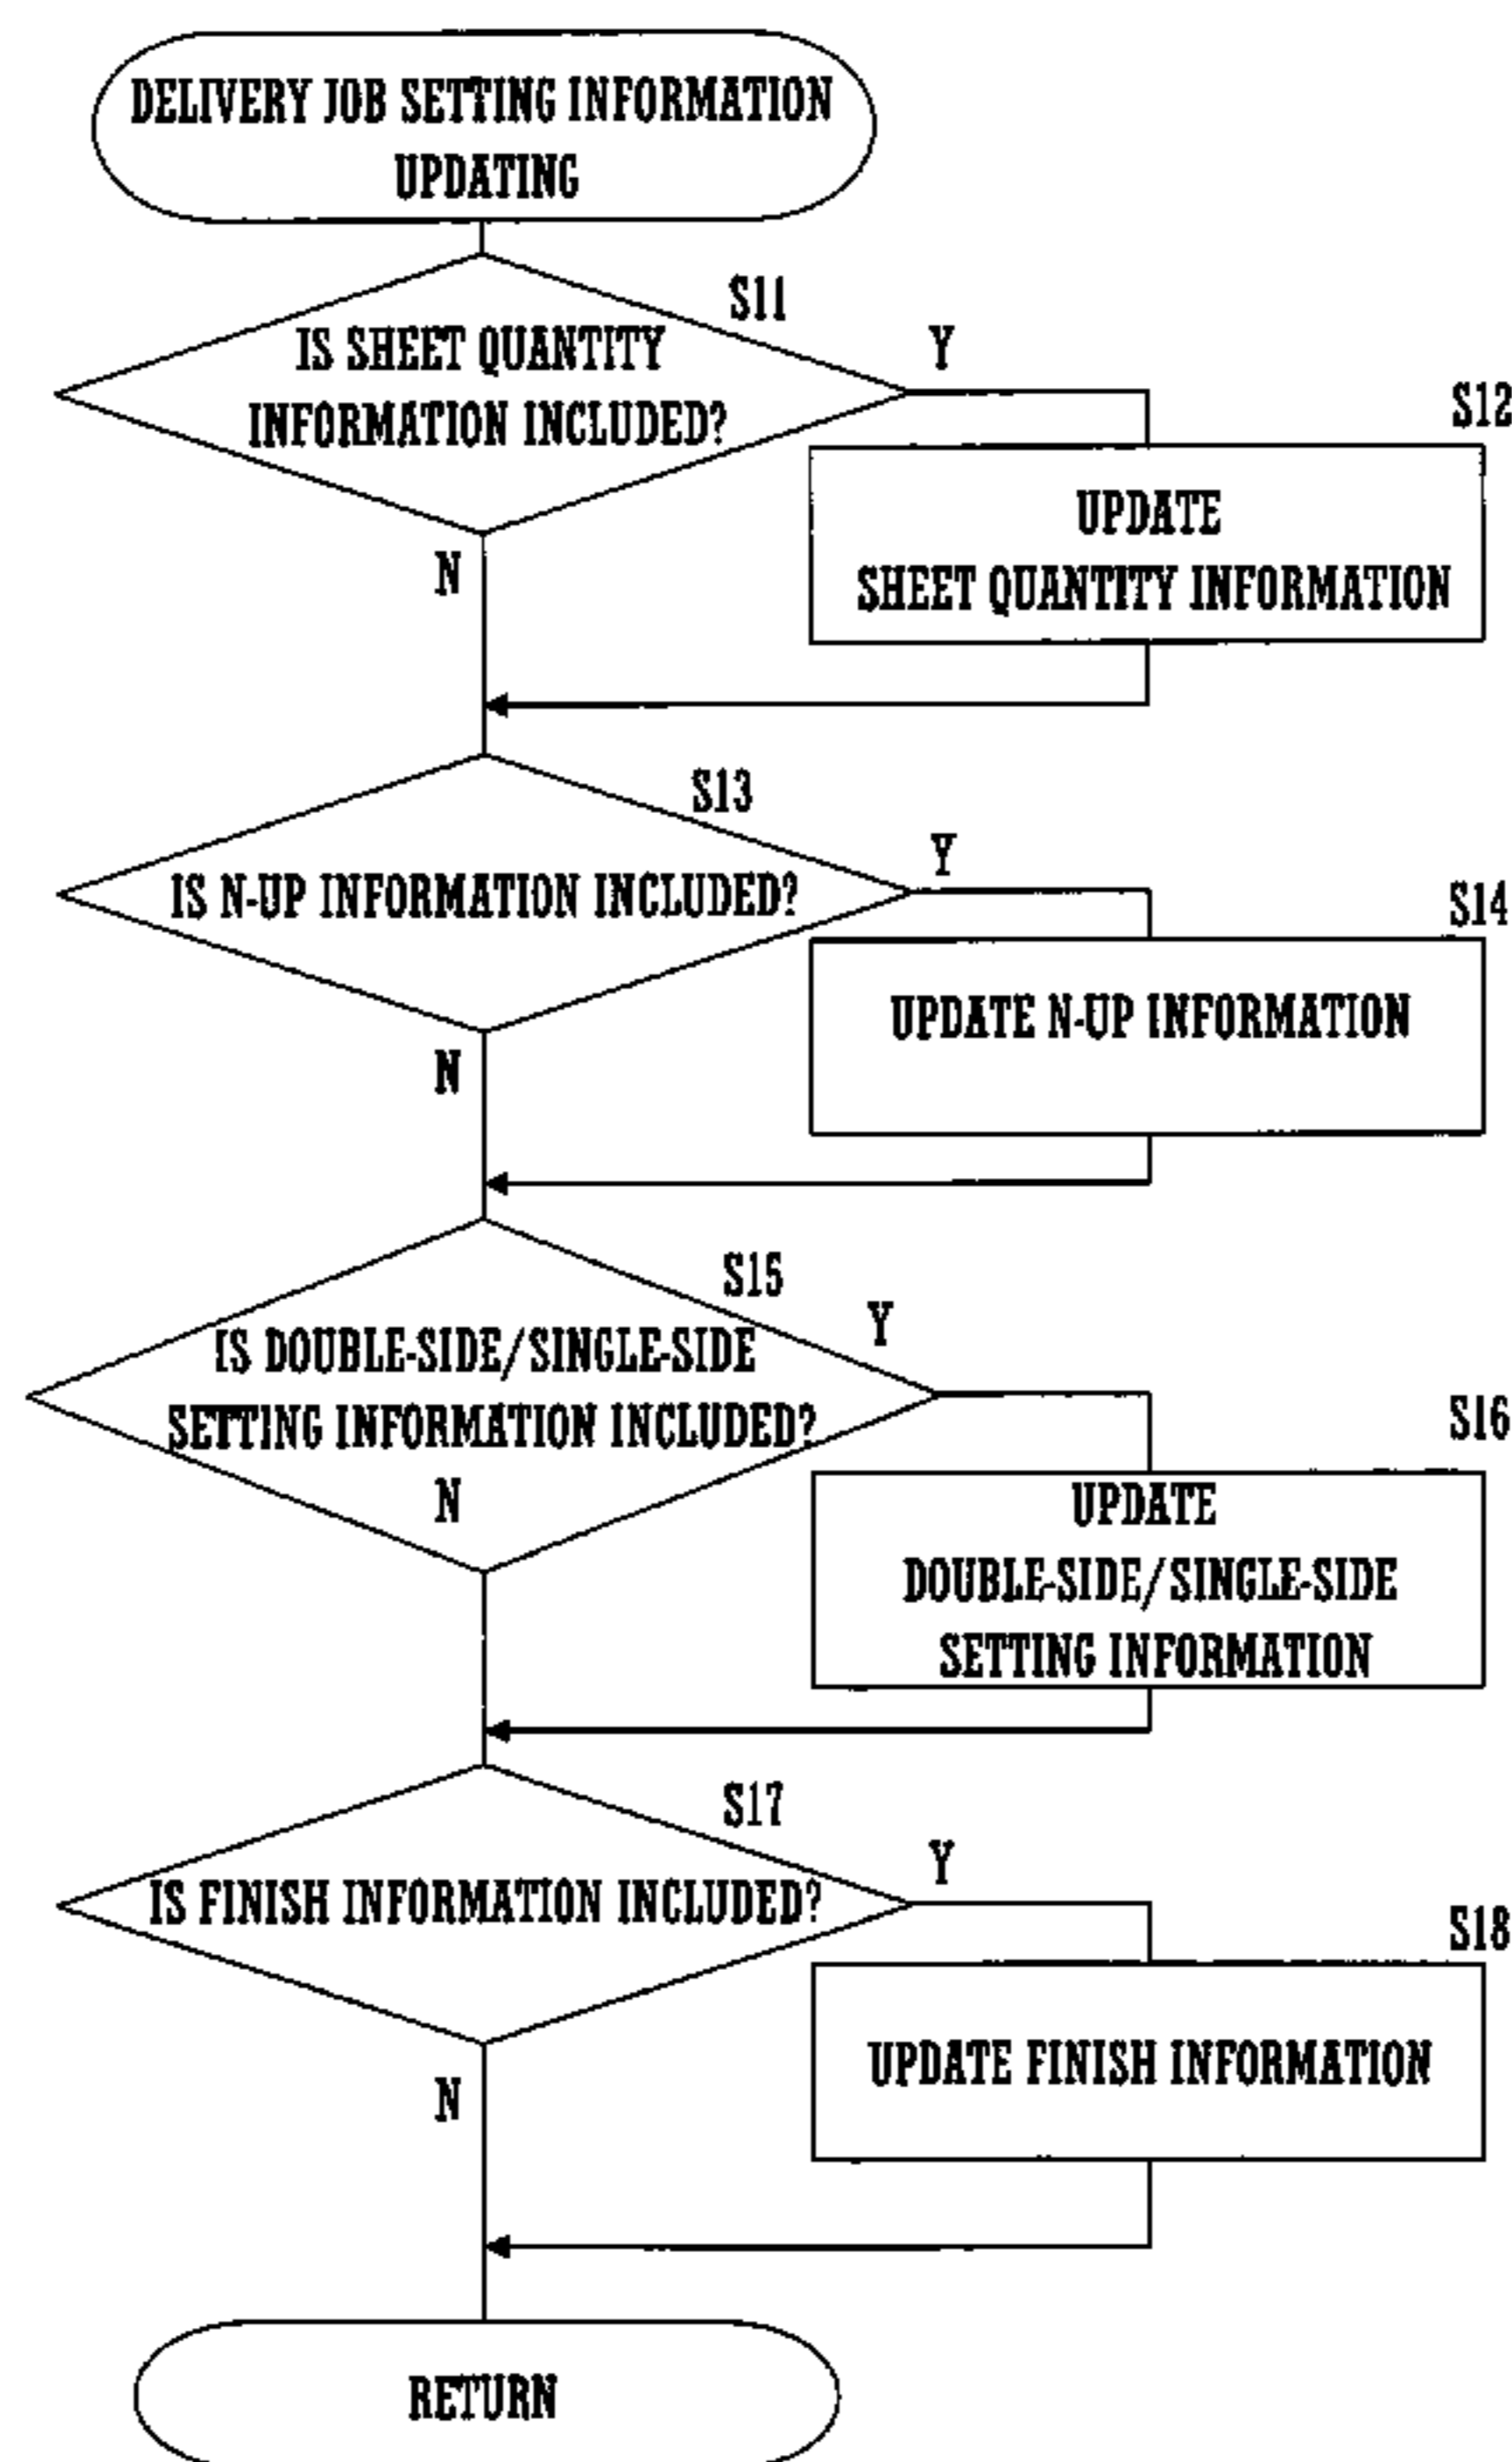 DELIVERY JOB SETTING INFORMATION
UPDATING
S11
IS SHEET QUANTITY
INFORMATION INCLUDED?
Y
N
S12
UPDATE
SHEET QUANTITY INFORMATION
S13
IS N-UP INFORMATION INCLUDED?
Y
N
S14
UPDATE N-UP INFORMATION
S15
IS DOUBLE-SIDE/SINGLE-SIDE
SETTING INFORMATION INCLUDED?
Y
N
S16
UPDATE
DOUBLE-SIDE/SINGLE-SIDE
SETTING INFORMATION
S17
IS FINISH INFORMATION INCLUDED?
Y
N
S18
UPDATE FINISH INFORMATION
RETURN